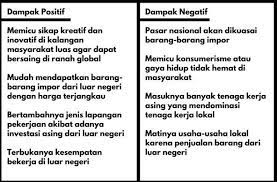 Dampak Positif
Memicu sikap kreatif dan
inovatif di kalangan
masyarakat luas agar dapat
bersaing di ranah global
Mudah mendapatkan barang-
barang impor dari luar negeri
dengan harga terjangkau
Bertambahnya jenis lapangan
pekerjaan akibat adanya
investasi asing dari luar negeri
Terbukanya kesempatan
bekerja di luar negeri
Dampak Negatif
Pasar nasional akan dikuasai
barang-barang impor
Memicu konsumerisme atau
gaya hidup tidak hemat di
masyarakat
Masuknya banyak tenaga kerja
asing yang mendominasi
tenaga kerja lokal
Matinya usaha-usaha lokal
karena penjualan barang dari
luar negeri